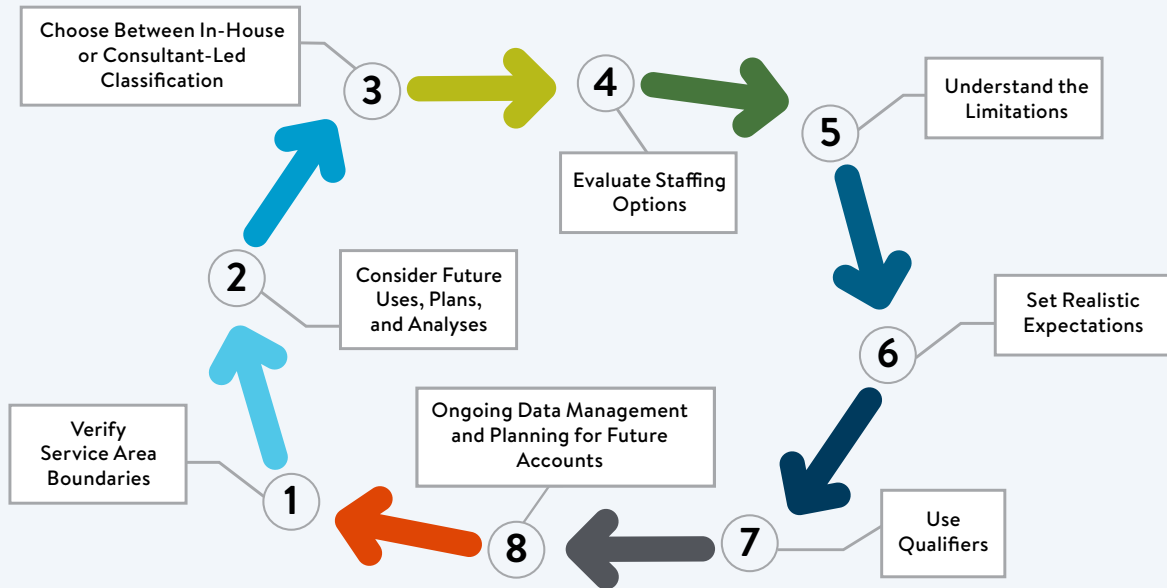 Choose Between In-House
or Consultant-Led
Classification
3
4
Evaluate Staffing
Options
5
Understand the
Limitations
2
Consider Future
Uses, Plans,
and Analyses
6
Set Realistic
Expectations
1
Verify
Service Area
Boundaries
8
Ongoing Data Management
and Planning for Future
Accounts
7
Use
Qualifiers